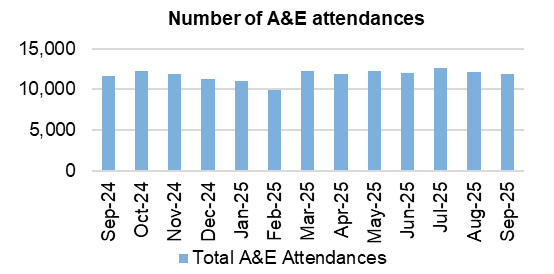 Number of A&E attendances
15,000
10,000
5,000
0
Sep-24
Oct-24
Nov-24
Dec-24
Jan-25
Feb-25
Mar-25
Apr-25
May-25
Jun-25
Jul-25
Aug-25
Sep-25
Total A&E Attendances